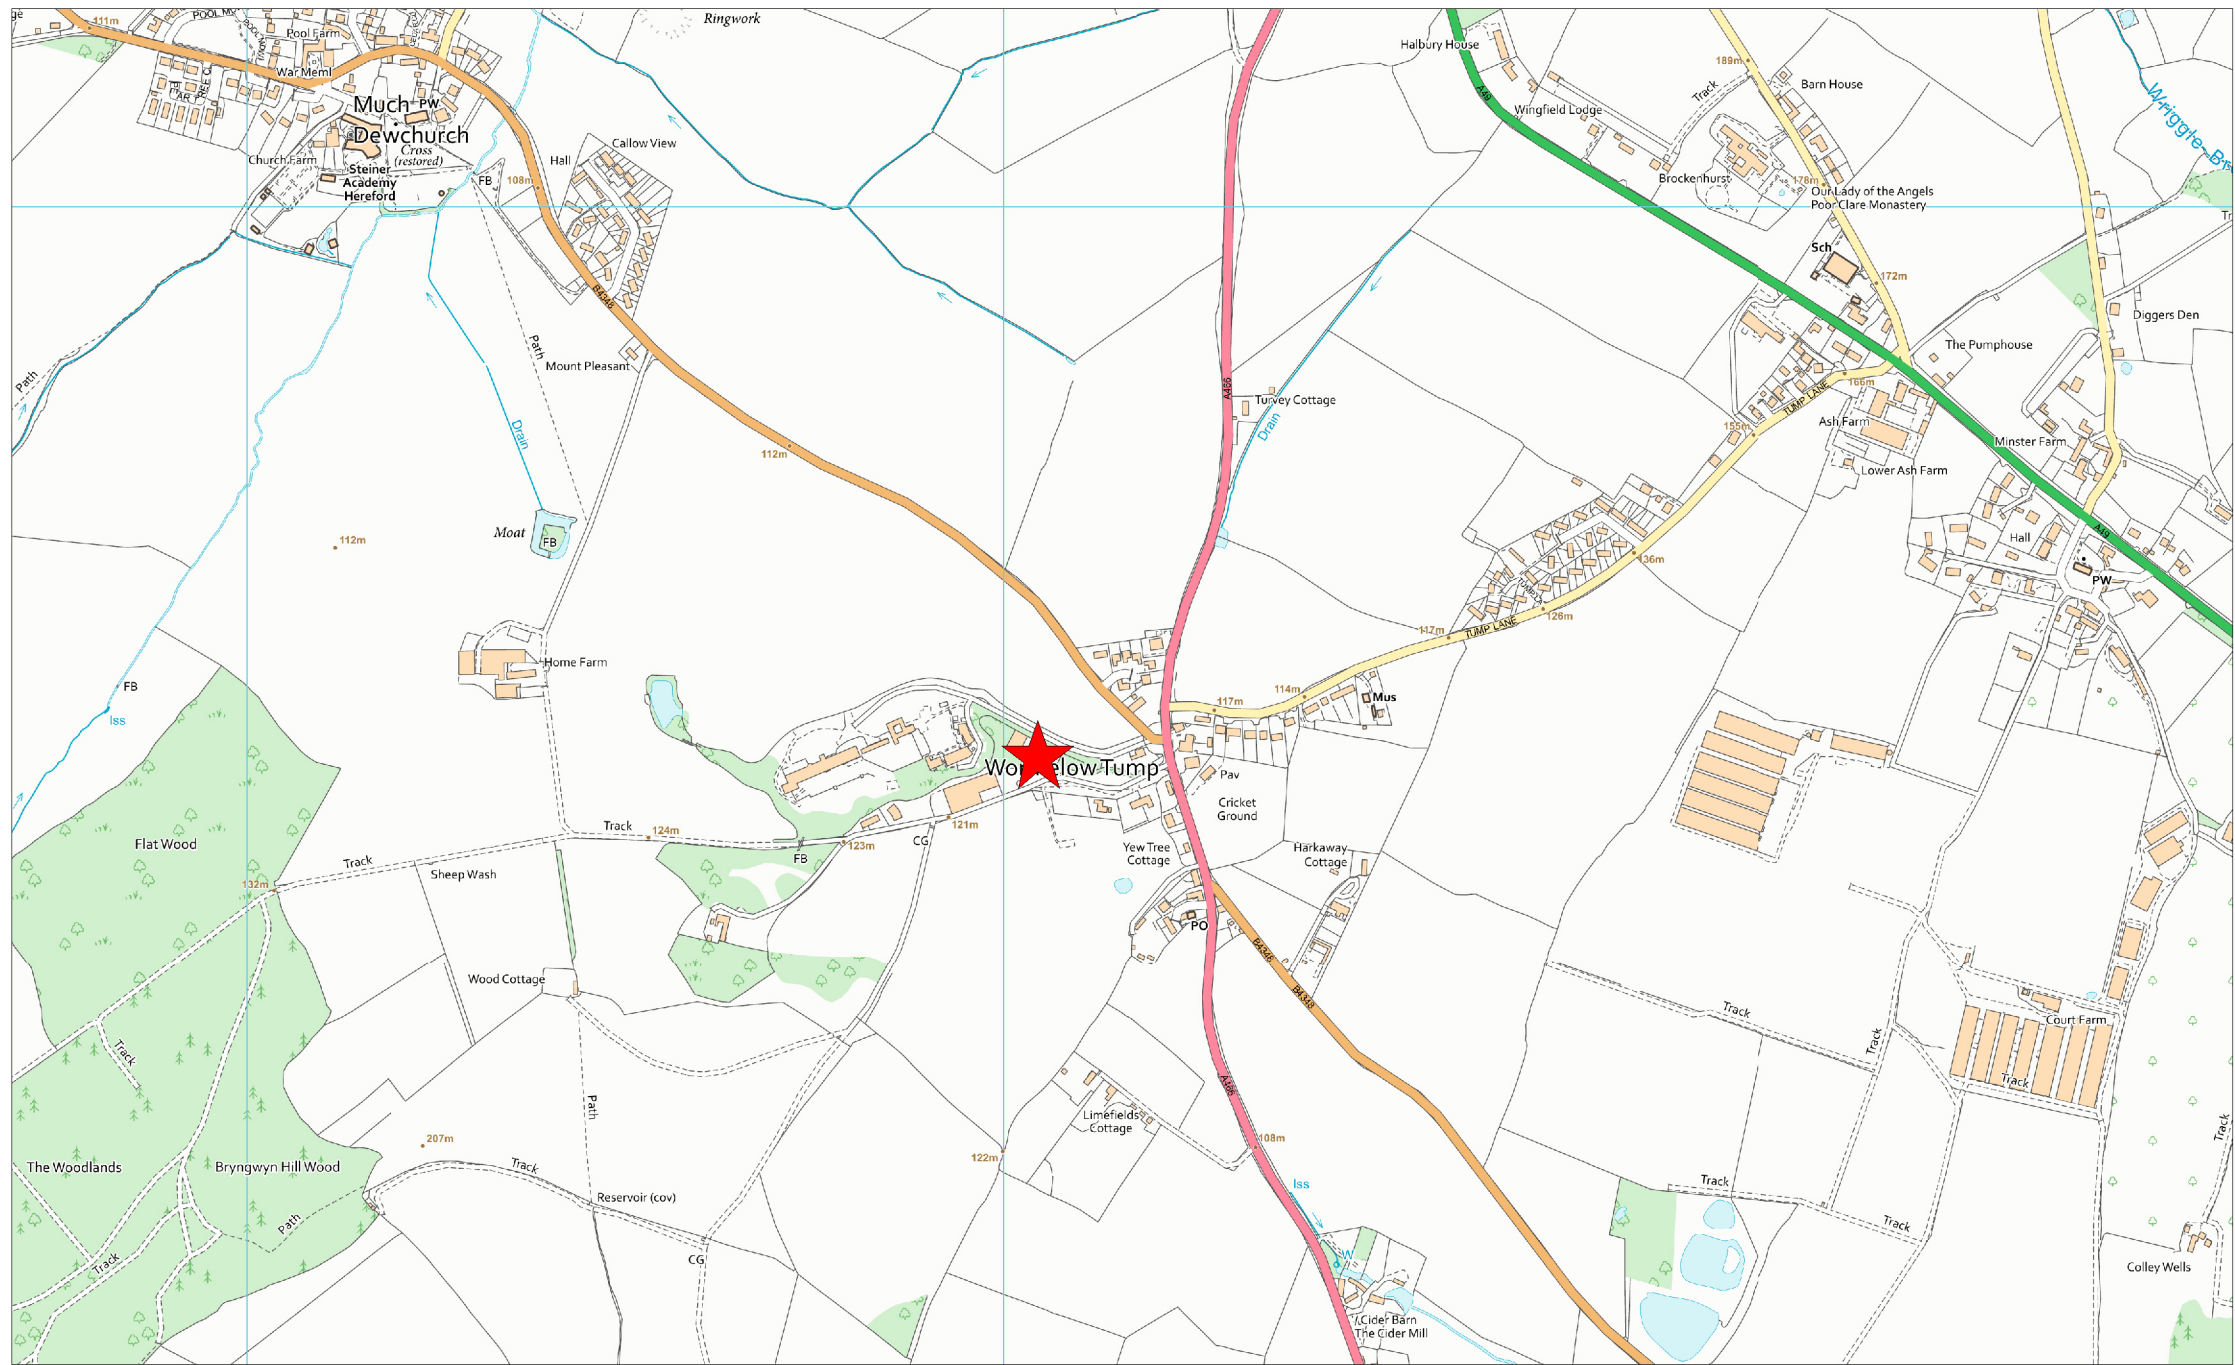 111m
Pool Farm
War Meml
Much
PW
Dewchurch
Cross
(restored)
Church Farm
Steiner
Academy
Hereford
FB
108m
Hall
Callow View
Ringwork
Halbury House
A49
Wingfield Lodge
Track
189m
Barn House
Brockenhurst
178m
Our Lady of the Angels
Poor Clare Monastery
Sch
172m
Diggers Den
The Pumphouse
166m
TUMP LANE
155m
Ash Farm
Lower Ash Farm
Minster Farm
Hall
A49
PW
B4348
Path
Path
Mount Pleasant
Drain
112m
Moat
FB
112m
A466
Turvey Cottage
Drain
136m
126m
TUMP LANE
117m
114m
117m
Mus
Home Farm
FB
Iss
Tump
Pav
Cricket
Ground
Yew Tree
Cottage
Harkaway
Cottage
PO
B4348
B4348
Track
124m
FB
123m
CG
121m
Flat Wood
Track
132m
Sheep Wash
Wood Cottage
Track
Path
Limefields
Cottage
A466
108m
122m
Iss
W
Cider Barn
The Cider Mill
The Woodlands
Bryngwyn Hill Wood
207m
Track
Reservoir (cov)
Path
Track
CG
Track
Track
Court Farm
Track
Track
Track
Track
Colley Wells